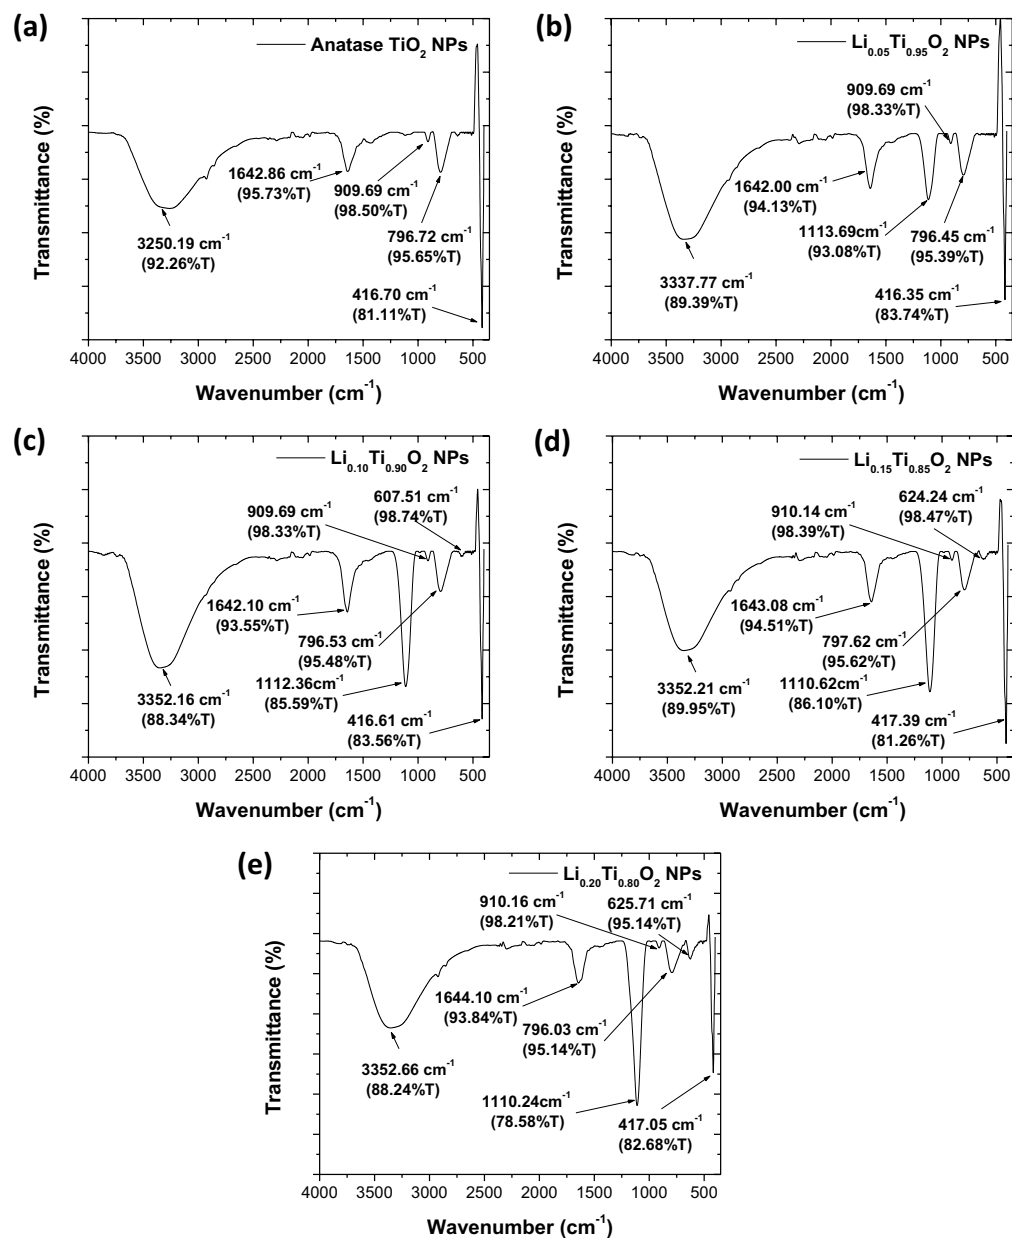 (a)
Anatase TiO₂ NPs
Transmittance (%)
1642.86 cm⁻¹
(95.73%T)
909.69 cm⁻¹
(98.50%T)
3250.19 cm⁻¹
(92.26%T)
796.72 cm⁻¹
(95.65%T)
416.70 cm⁻¹
(81.11%T)
4000 3500 3000 2500 2000 1500 1000 500
Wavenumber (cm⁻¹)
(b)
Li₀.₀₅Ti₀.₉₅O₂ NPs
Transmittance (%)
909.69 cm⁻¹
(98.33%T)
1642.00 cm⁻¹
(94.13%T)
1113.69cm⁻¹
(93.08%T)
796.45 cm⁻¹
(95.39%T)
3337.77 cm⁻¹
(89.39%T)
416.35 cm⁻¹
(83.74%T)
4000 3500 3000 2500 2000 1500 1000 500
Wavenumber (cm⁻¹)
(c)
Li₀.₁₀Ti₀.₉₀O₂ NPs
Transmittance (%)
607.51 cm⁻¹
(98.74%T)
909.69 cm⁻¹
(98.33%T)
1642.10 cm⁻¹
(93.55%T)
796.53 cm⁻¹
(95.48%T)
1112.36cm⁻¹
(85.59%T)
3352.16 cm⁻¹
(88.34%T)
416.61 cm⁻¹
(83.56%T)
4000 3500 3000 2500 2000 1500 1000 500
Wavenumber (cm⁻¹)
(d)
Li₀.₁₅Ti₀.₈₅O₂ NPs
Transmittance (%)
624.24 cm⁻¹
(98.47%T)
910.14 cm⁻¹
(98.39%T)
1643.08 cm⁻¹
(94.51%T)
797.62 cm⁻¹
(95.62%T)
1110.62cm⁻¹
(86.10%T)
3352.21 cm⁻¹
(89.95%T)
417.39 cm⁻¹
(81.26%T)
4000 3500 3000 2500 2000 1500 1000 500
Wavenumber (cm⁻¹)
(e)
Li₀.₂₀Ti₀.₈₀O₂ NPs
Transmittance (%)
910.16 cm⁻¹
(98.21%T)
625.71 cm⁻¹
(95.14%T)
1644.10 cm⁻¹
(93.84%T)
796.03 cm⁻¹
(95.14%T)
3352.66 cm⁻¹
(88.24%T)
1110.24cm⁻¹
(78.58%T)
417.05 cm⁻¹
(82.68%T)
4000 3500 3000 2500 2000 1500 1000 500
Wavenumber (cm⁻¹)